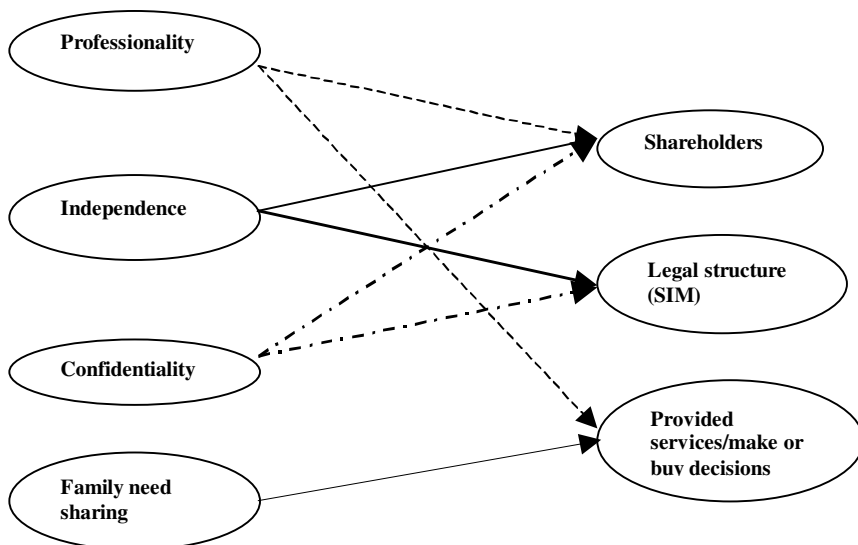 Professionality
Independence
Confidentiality
Family need
sharing
Shareholders
Legal structure
(SIM)
Provided
services/make or
buy decisions